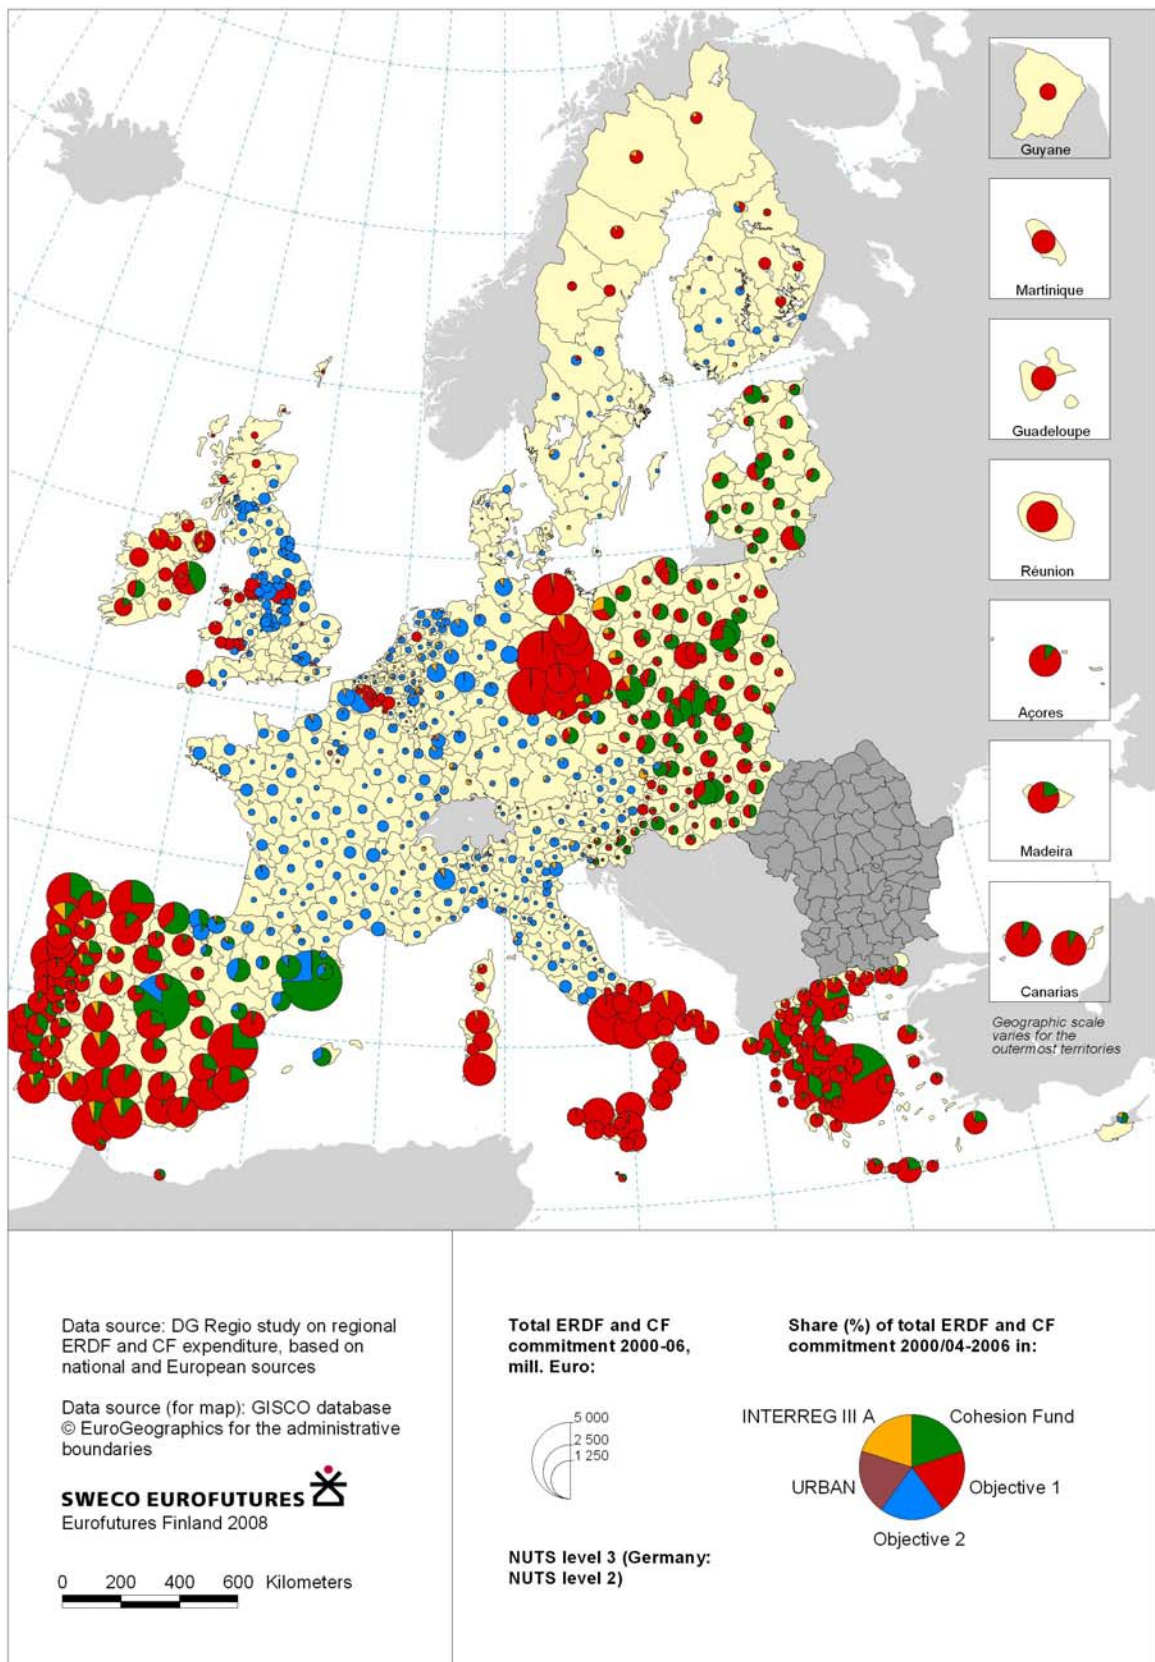 Guyane
Martinique
Guadeloupe
Réunion
Açores
Madeira
Canarias
Geographic scale
varies for the
outermost territories
Data source: DG Regio study on regional
ERDF and CF expenditure, based on
national and European sources
Data source (for map): GISCO database
© EuroGeographics for the administrative
boundaries
SWECO EUROFUTURES
Eurofutures Finland 2008
0 200 400 600 Kilometers
Total ERDF and CF
commitment 2000-06,
mill. Euro:
5 000
2 500
1 250
NUTS level 3 (Germany:
NUTS level 2)
Share (%) of total ERDF and CF
commitment 2000/04-2006 in:
INTERREG III A
Cohesion Fund
URBAN
Objective 1
Objective 2